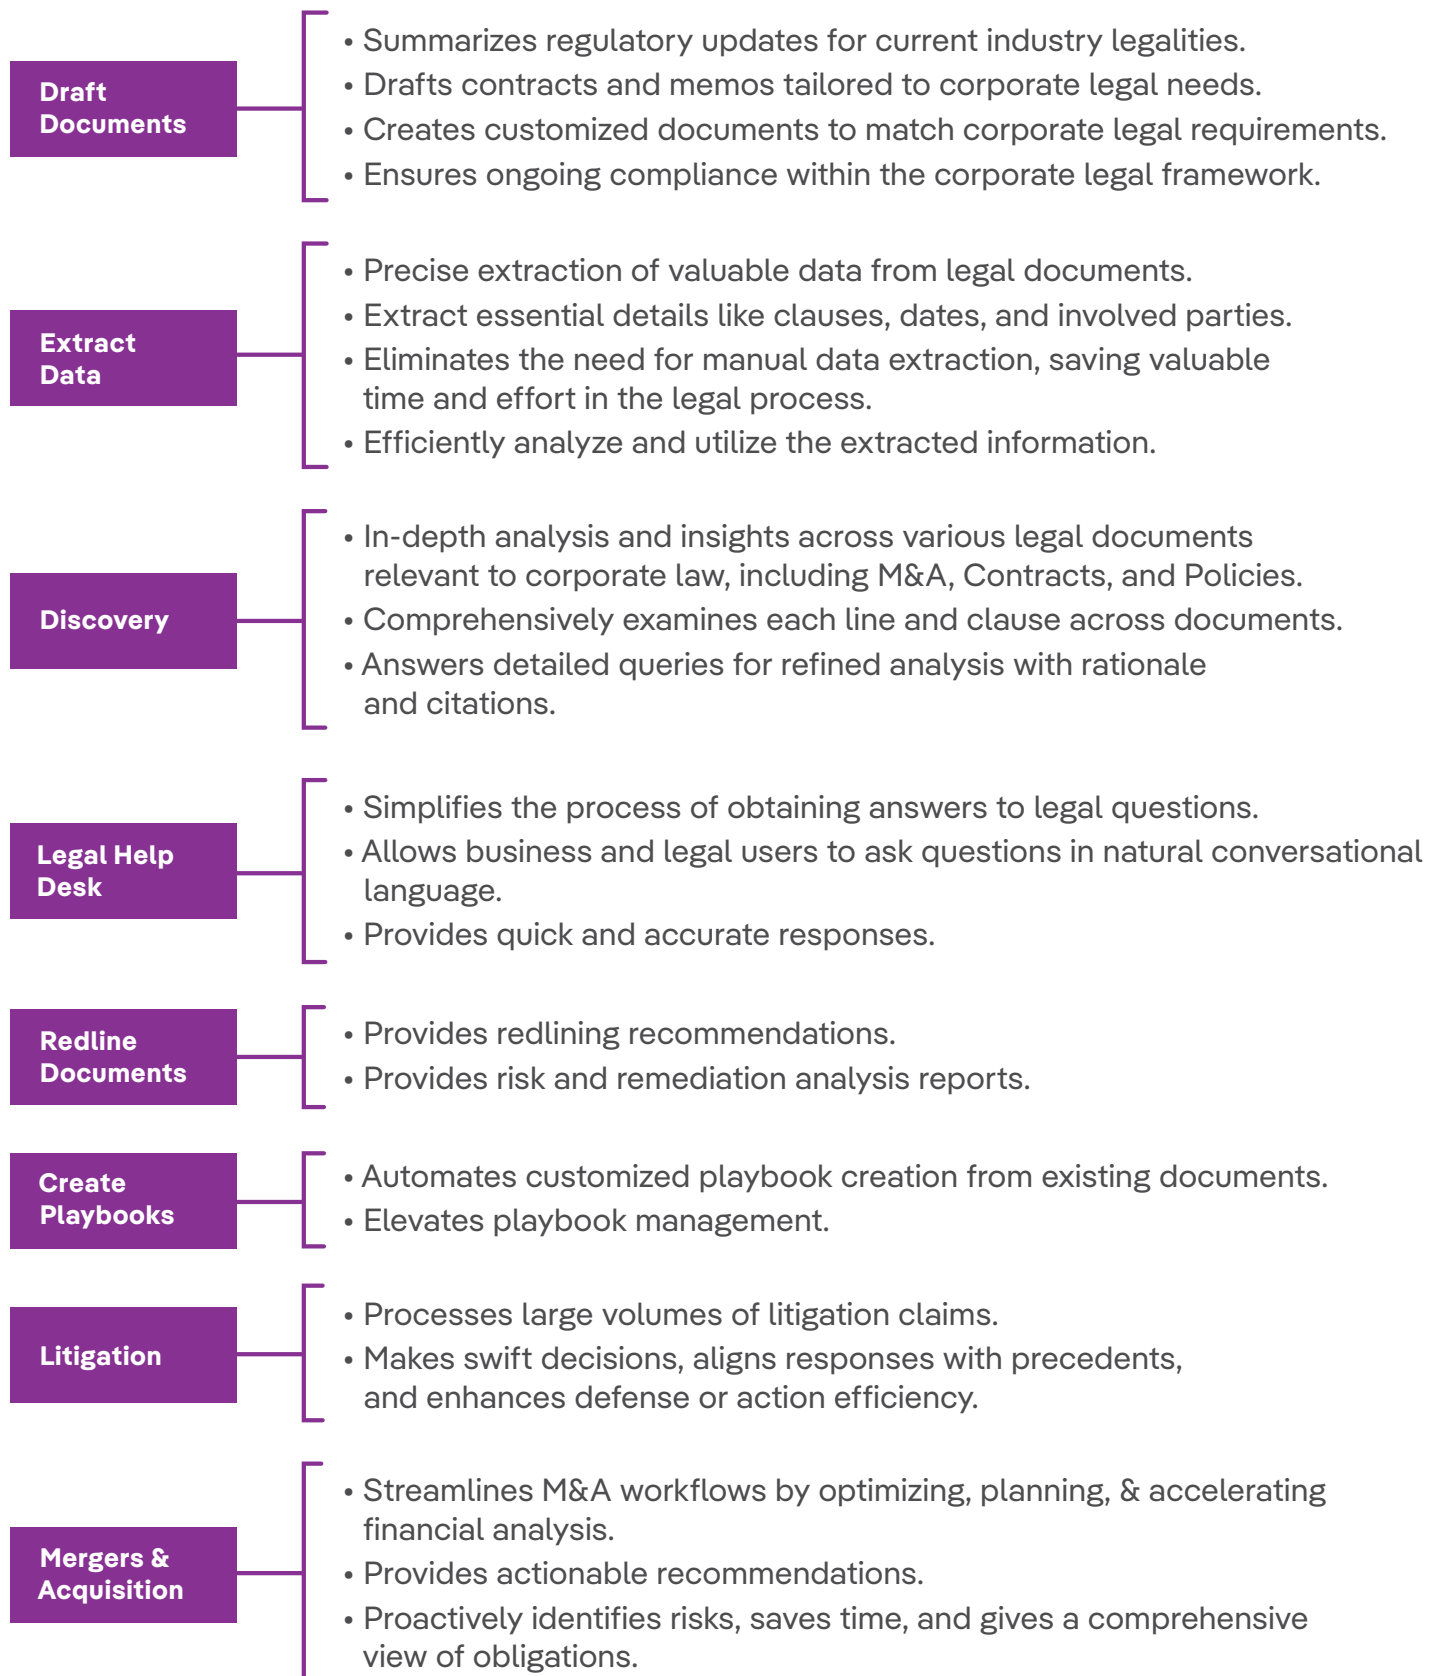 Draft
Documents
• Summarizes regulatory updates for current industry legalities.
• Drafts contracts and memos tailored to corporate legal needs.
• Creates customized documents to match corporate legal requirements.
• Ensures ongoing compliance within the corporate legal framework.
Extract
Data
• Precise extraction of valuable data from legal documents.
• Extract essential details like clauses, dates, and involved parties.
• Eliminates the need for manual data extraction, saving valuable
time and effort in the legal process.
• Efficiently analyze and utilize the extracted information.
Discovery
• In-depth analysis and insights across various legal documents
relevant to corporate law, including M&A, Contracts, and Policies.
• Comprehensively examines each line and clause across documents.
• Answers detailed queries for refined analysis with rationale
and citations.
Legal Help
Desk
• Simplifies the process of obtaining answers to legal questions.
• Allows business and legal users to ask questions in natural conversational
language.
• Provides quick and accurate responses.
Redline
Documents
• Provides redlining recommendations.
• Provides risk and remediation analysis reports.
Create
Playbooks
• Automates customized playbook creation from existing documents.
• Elevates playbook management.
Litigation
• Processes large volumes of litigation claims.
• Makes swift decisions, aligns responses with precedents,
and enhances defense or action efficiency.
Mergers &
Acquisition
• Streamlines M&A workflows by optimizing, planning, & accelerating
financial analysis.
• Provides actionable recommendations.
• Proactively identifies risks, saves time, and gives a comprehensive
view of obligations.